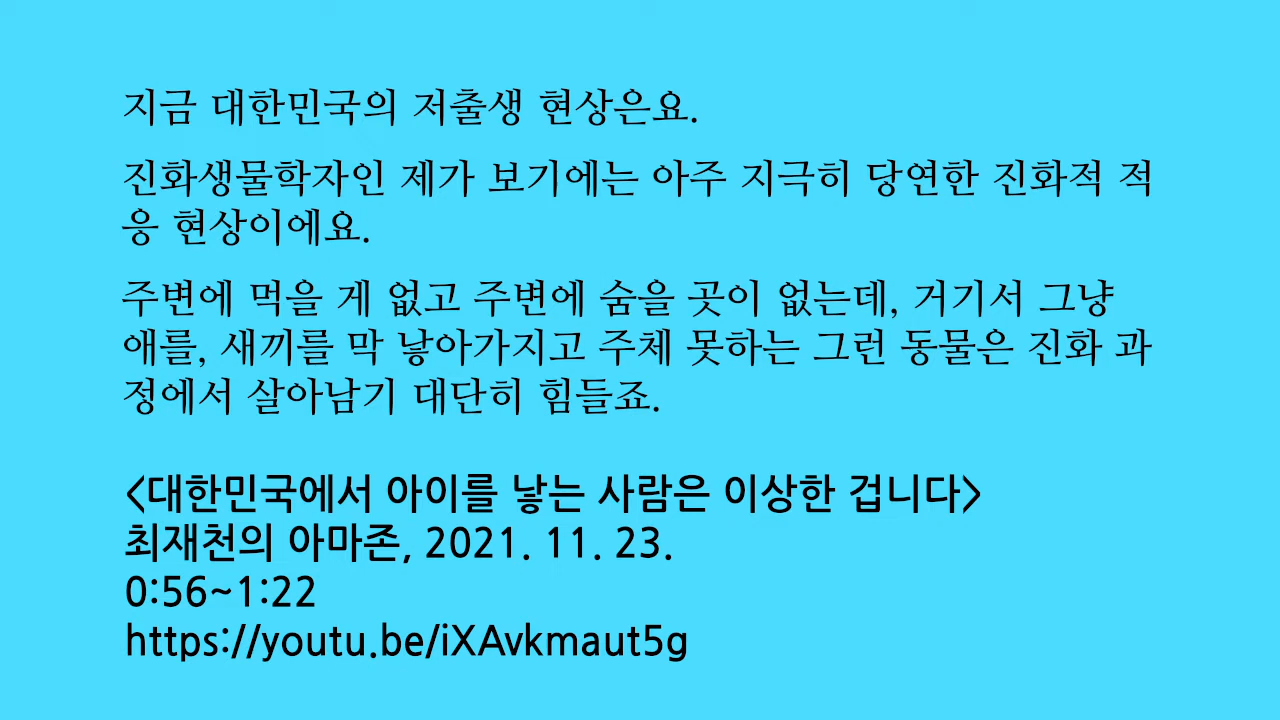 지금 대한민국의 저출생 현상은요.
진화생물학자인 제가 보기에는 아주 지극히 당연한 진화적 적
응 현상이에요.
주변에 먹을 게 없고 주변에 숨을 곳이 없는데, 거기서 그냥
애를, 새끼를 막 낳아가지고 주체 못하는 그런 동물은 진화 과
정에서 살아남기 대단히 힘들죠.
<대한민국에서 아이를 낳는 사람은 이상한 겁니다>
최재천의 아마존, 2021. 11. 23.
0:56~1:22
https://youtu.be/iXAvkmaut5g